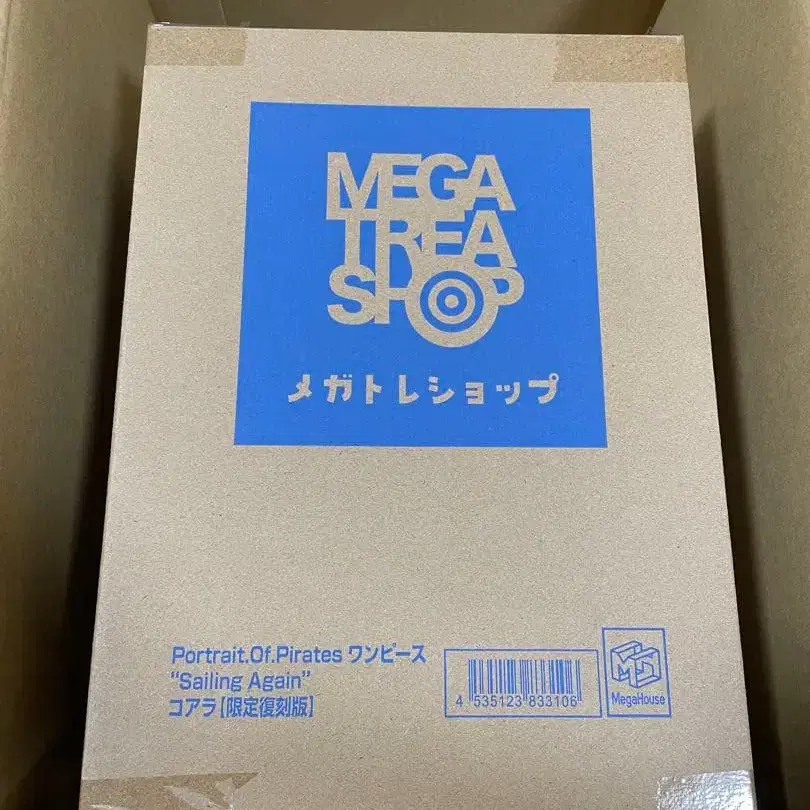 MEGA
TREA
SHOP
メガトレショップ
Portrait.Of.Pirates ワンピース
"Sailing Again"
コアラ【限定復刻版】
4 535123 833106
MegaHouse